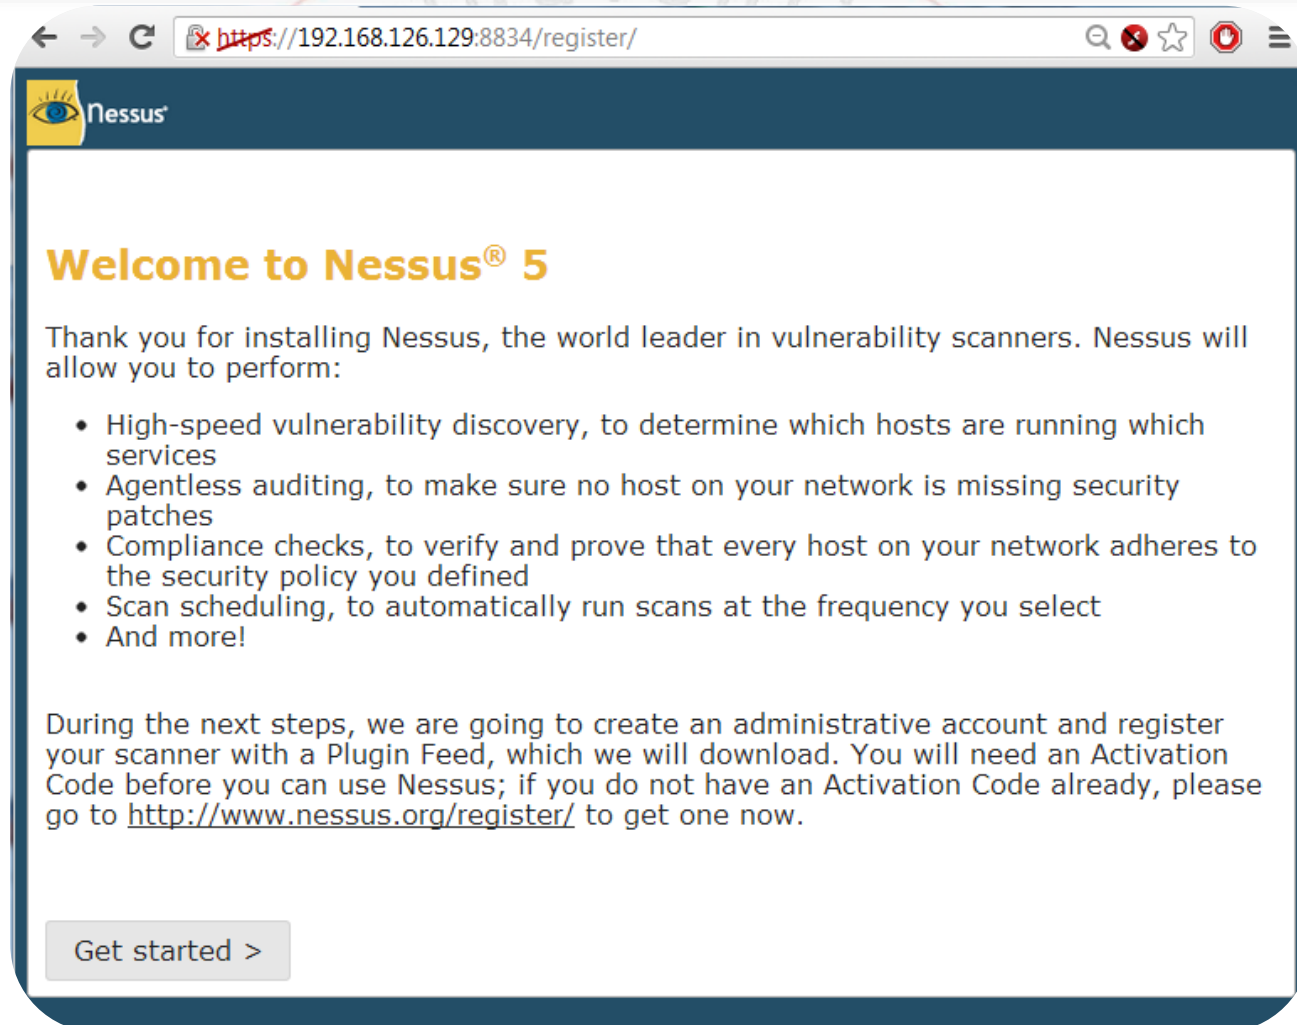 https://192.168.126.129:8834/register/
Nessus
Welcome to Nessus® 5
Thank you for installing Nessus, the world leader in vulnerability scanners. Nessus will
allow you to perform:
• High-speed vulnerability discovery, to determine which hosts are running which
services
• Agentless auditing, to make sure no host on your network is missing security
patches
• Compliance checks, to verify and prove that every host on your network adheres to
the security policy you defined
• Scan scheduling, to automatically run scans at the frequency you select
• And more!
During the next steps, we are going to create an administrative account and register
your scanner with a Plugin Feed, which we will download. You will need an Activation
Code before you can use Nessus; if you do not have an Activation Code already, please
go to http://www.nessus.org/register/ to get one now.
Get started >